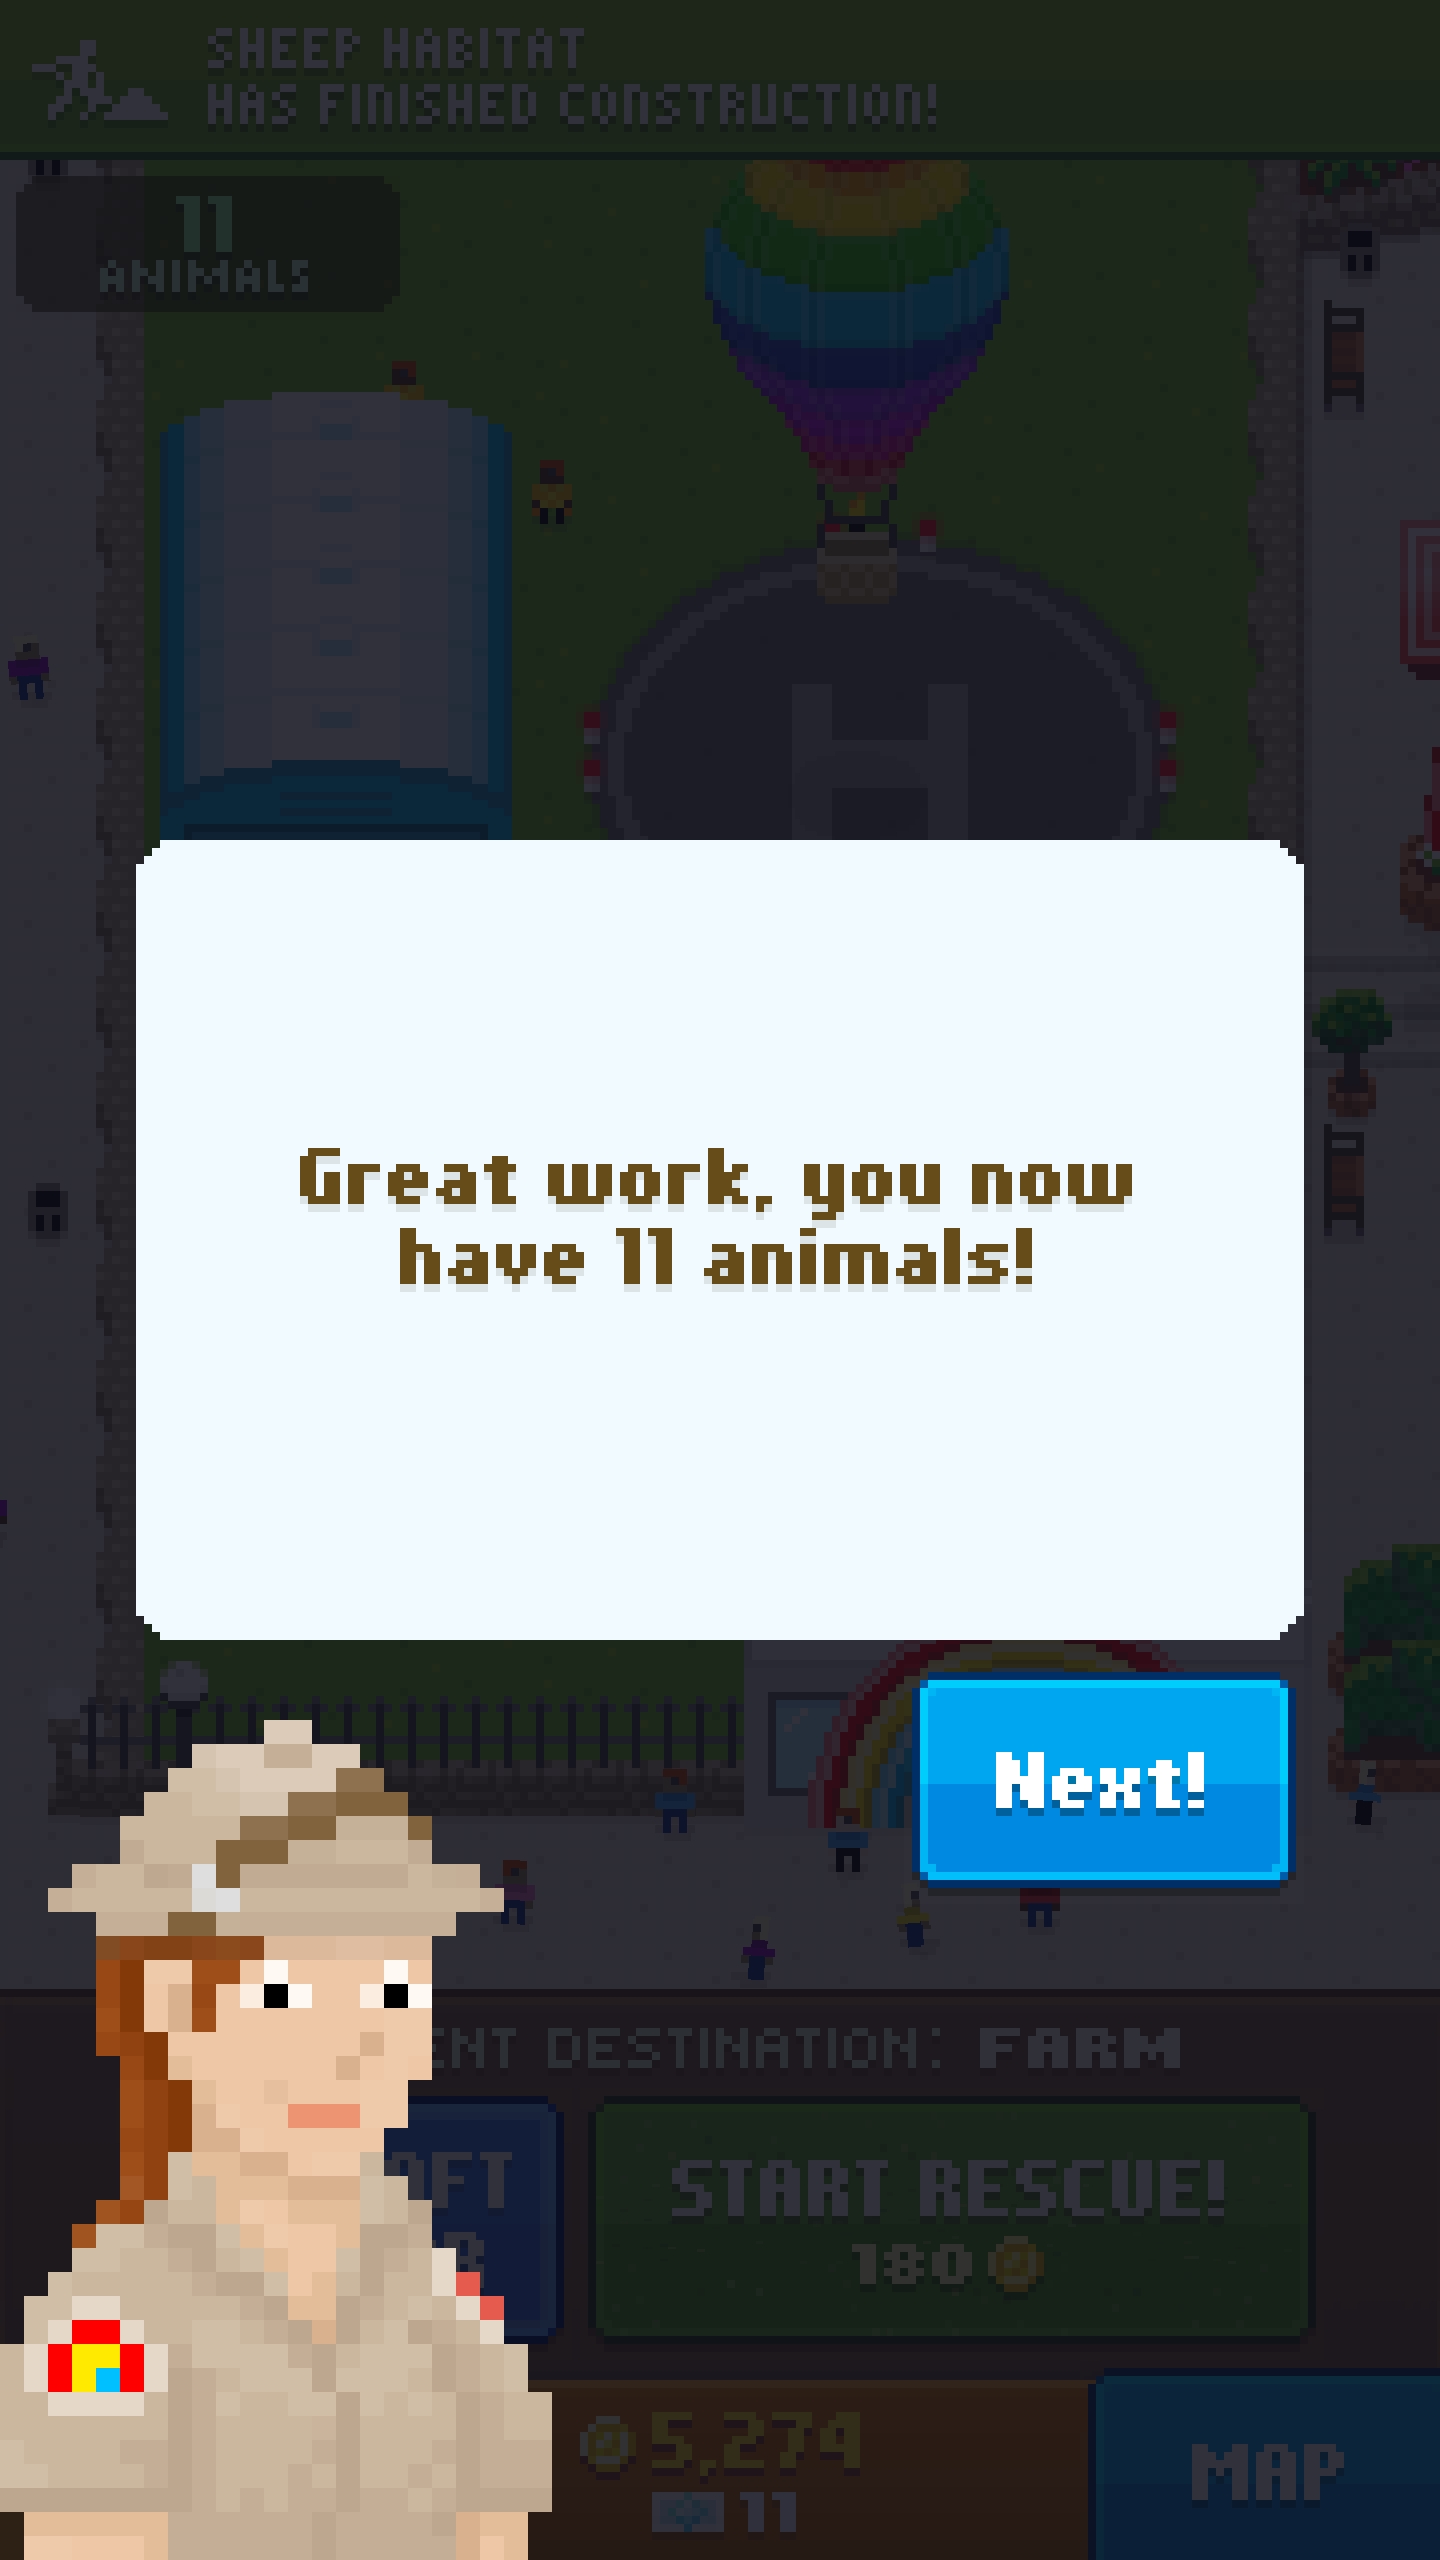 SHEEP HABITAT
HAS FINISHED CONSTRUCTION!
11
ANIMALS
H
Great work, you now
have 11 animals!
Next!
DESTINATION: FARM
START RESCUE!
180
5,274
11
MAP